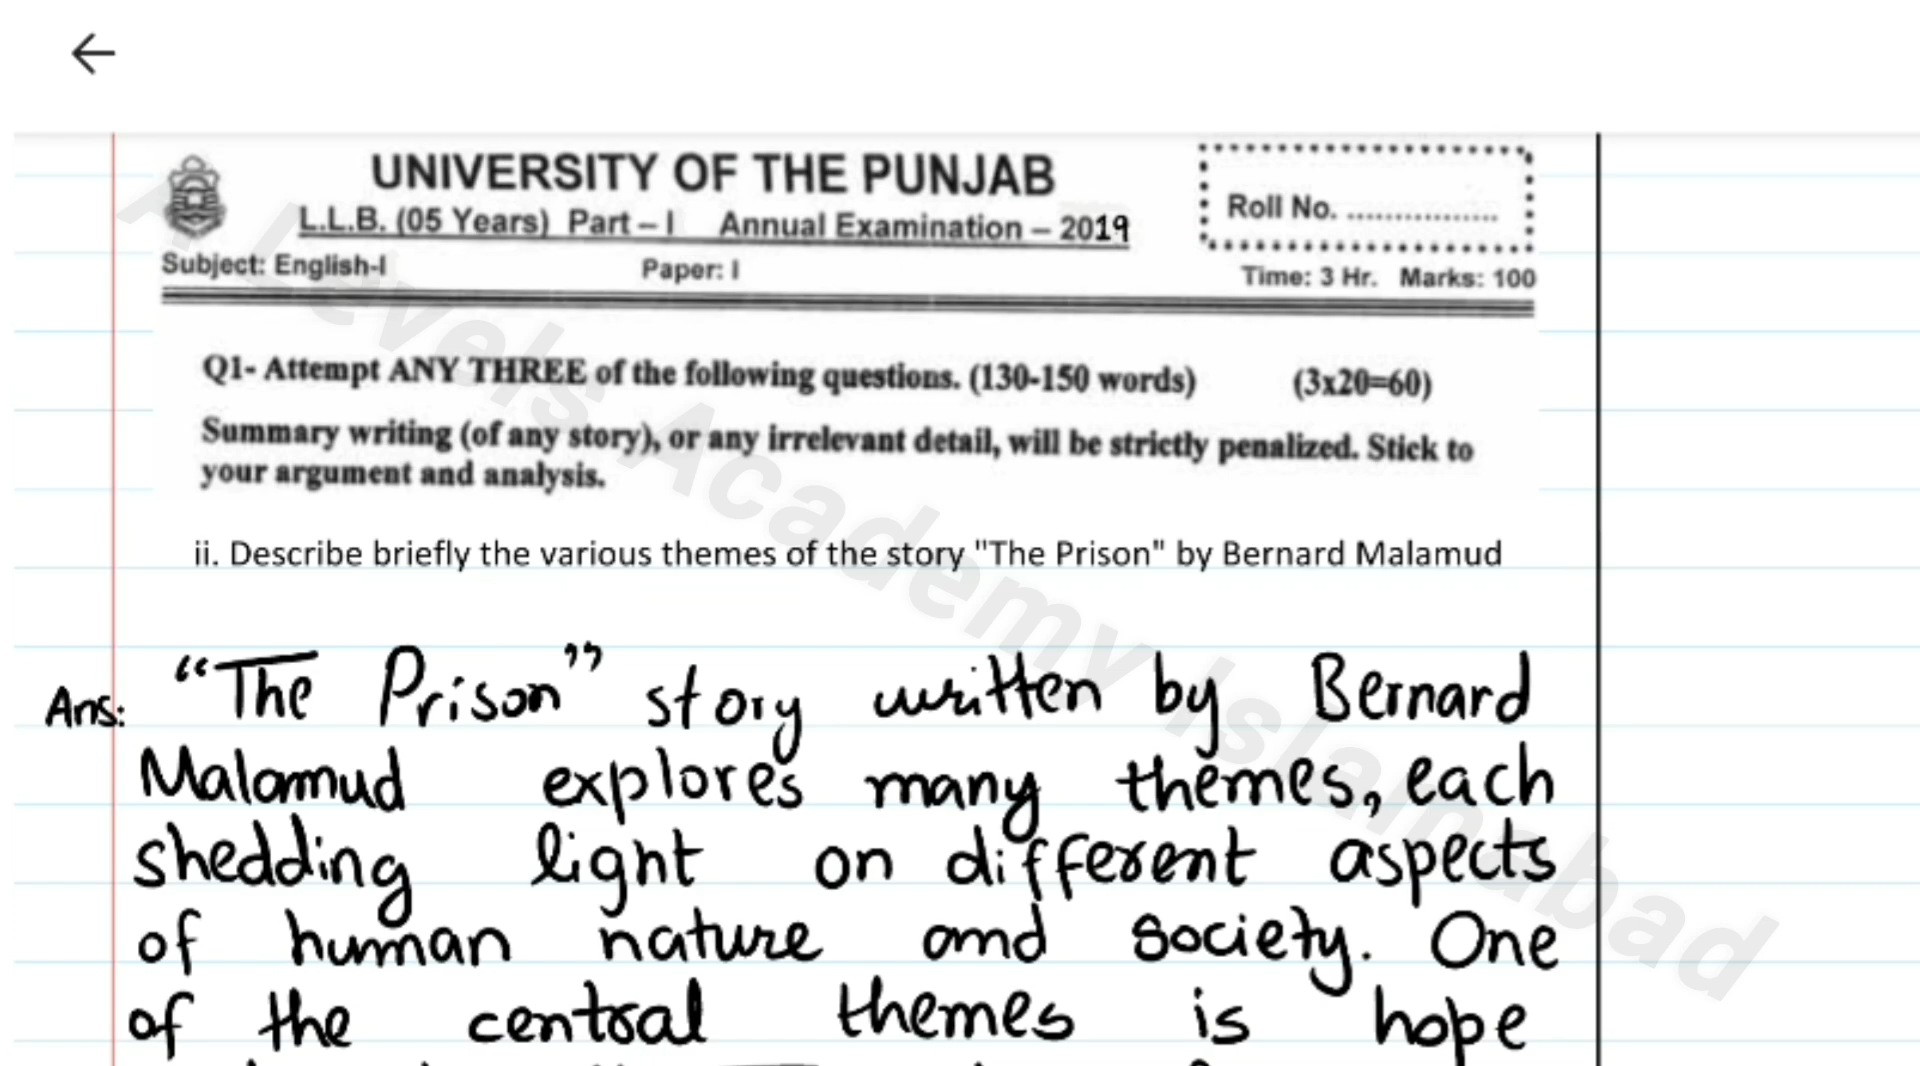 UNIVERSITY OF THE PUNJAB
L.L.B. (05 Years) Part – I Annual Examination – 2019
Roll No. ................
Subject: English-I Paper: I Time: 3 Hr. Marks: 100
Q1- Attempt ANY THREE of the following questions. (130-150 words) (3x20=60)
Summary writing (of any story), or any irrelevant detail, will be strictly penalized. Stick to
your argument and analysis.
ii. Describe briefly the various themes of the story "The Prison" by Bernard Malamud
Ans: "The Prison" story written by Bernard
Malamud explores many themes, each
shedding light on different aspects
of human nature and society. One
of the central themes is hope
A Levels Academy Islamabad